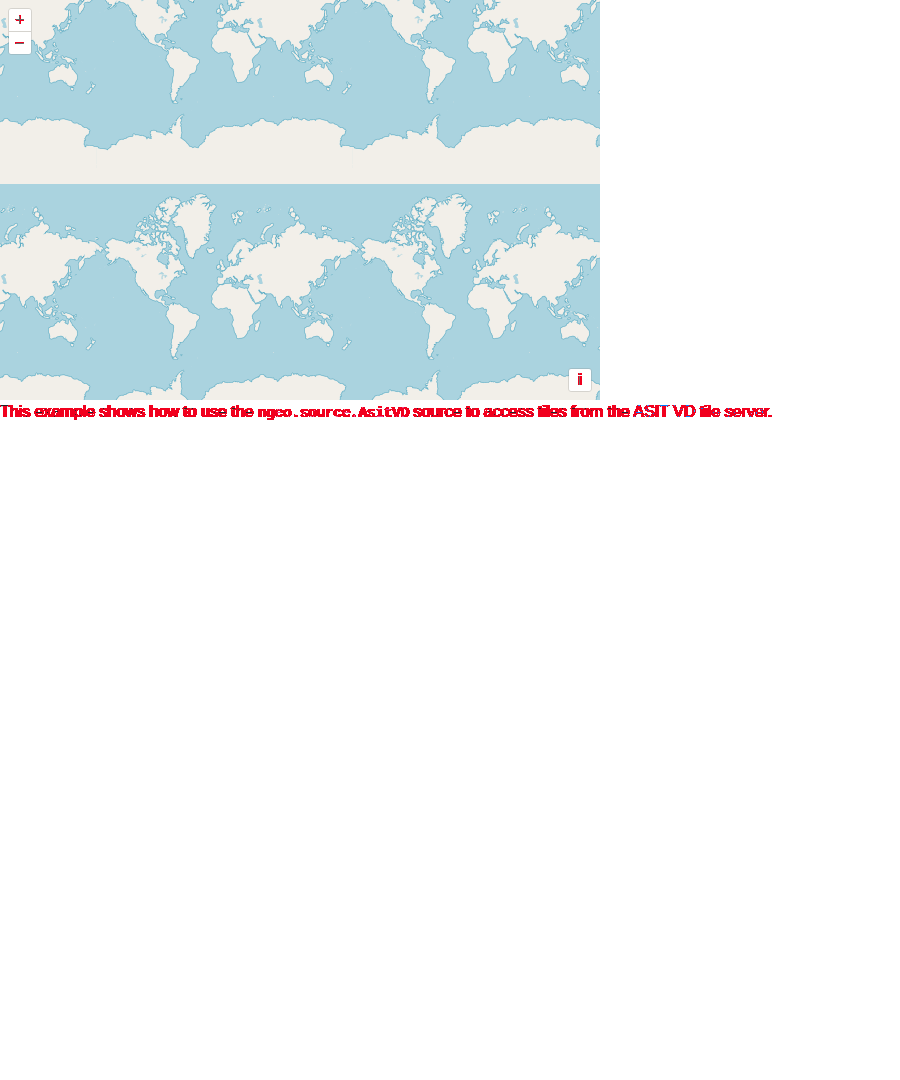 +
−
i
This example shows how to use the ngeo.source.AsitVD source to access tiles from the ASIT VD tile server.